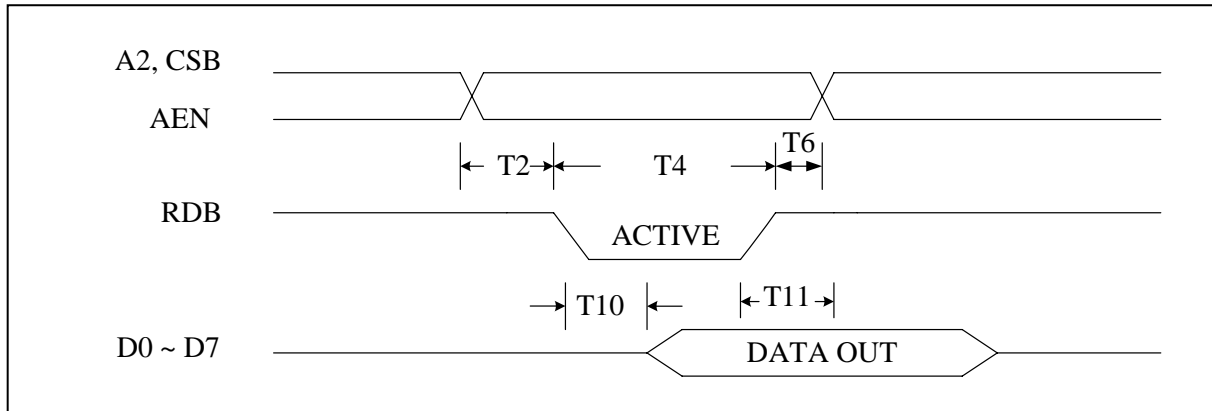 A2, CSB
AEN
T2
T4
T6
RDB
ACTIVE
T10
T11
D0 ~ D7
DATA OUT